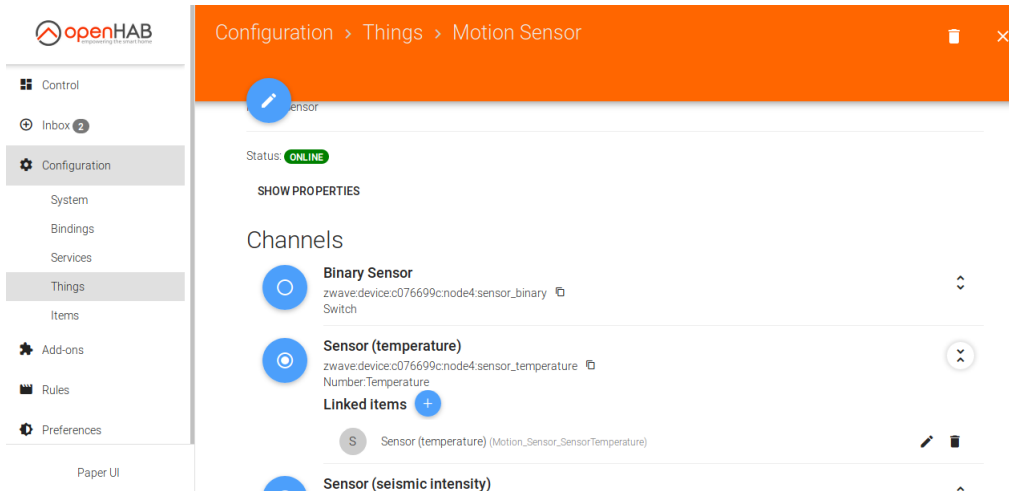 openHAB
empowering the smart home
Control
Inbox 2
Configuration
System
Bindings
Services
Things
Items
Add-ons
Rules
Preferences
Paper UI
Configuration > Things > Motion Sensor
ensor
Status: ONLINE
SHOW PROPERTIES
Channels
Binary Sensor
zwave:device:c076699c:node4:sensor_binary
Switch
Sensor (temperature)
zwave:device:c076699c:node4:sensor_temperature
Number:Temperature
Linked items +
S Sensor (temperature) (Motion_Sensor_SensorTemperature)
Sensor (seismic intensity)